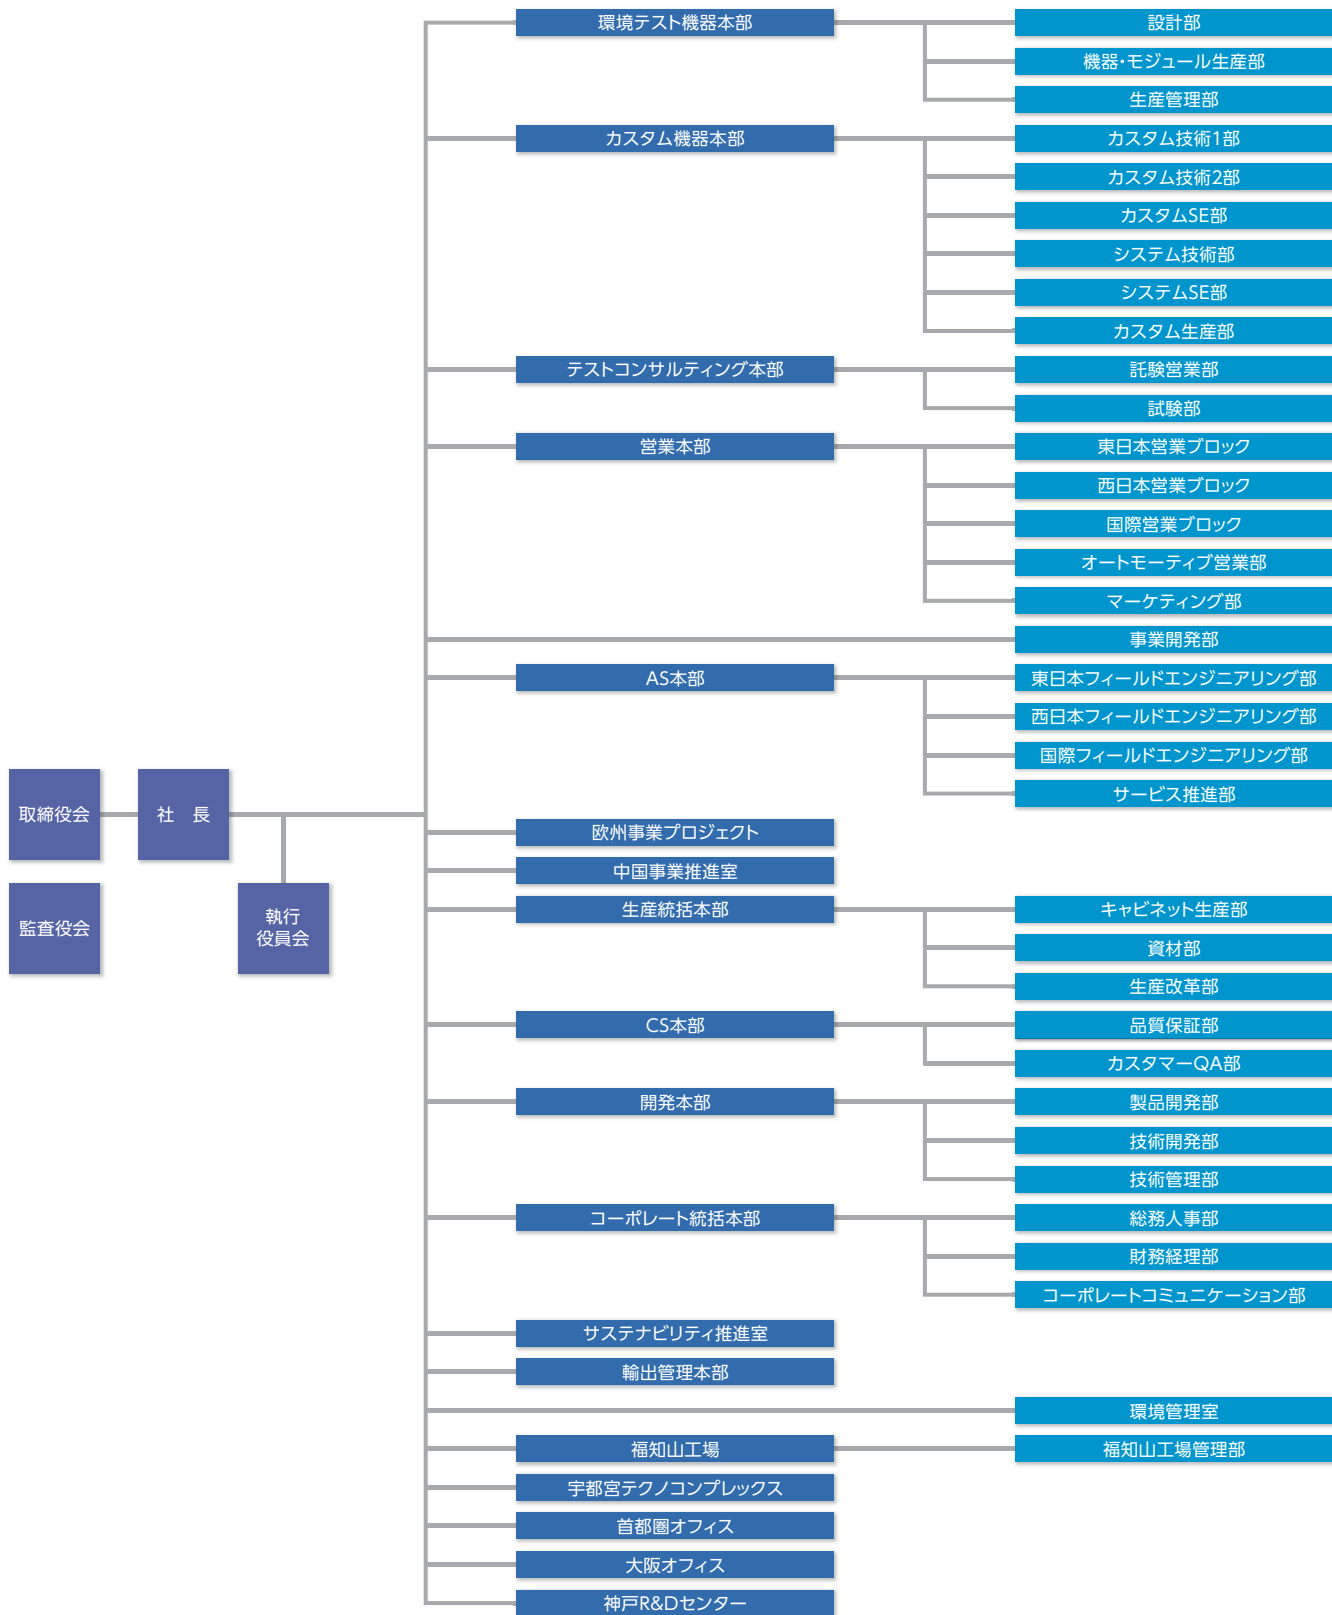 取締役会
社　長
監査役会
執行
役員会
環境テスト機器本部
設計部
機器・モジュール生産部
生産管理部
カスタム機器本部
カスタム技術1部
カスタム技術2部
カスタムSE部
システム技術部
システムSE部
カスタム生産部
テストコンサルティング本部
託験営業部
試験部
営業本部
東日本営業ブロック
西日本営業ブロック
国際営業ブロック
オートモーティブ営業部
マーケティング部
事業開発部
AS本部
東日本フィールドエンジニアリング部
西日本フィールドエンジニアリング部
国際フィールドエンジニアリング部
サービス推進部
欧州事業プロジェクト
中国事業推進室
生産統括本部
キャビネット生産部
資材部
生産改革部
CS本部
品質保証部
カスタマーQA部
開発本部
製品開発部
技術開発部
技術管理部
コーポレート統括本部
総務人事部
財務経理部
コーポレートコミュニケーション部
サステナビリティ推進室
輸出管理本部
環境管理室
福知山工場
福知山工場管理部
宇都宮テクノコンプレックス
首都圏オフィス
大阪オフィス
神戸R&Dセンター